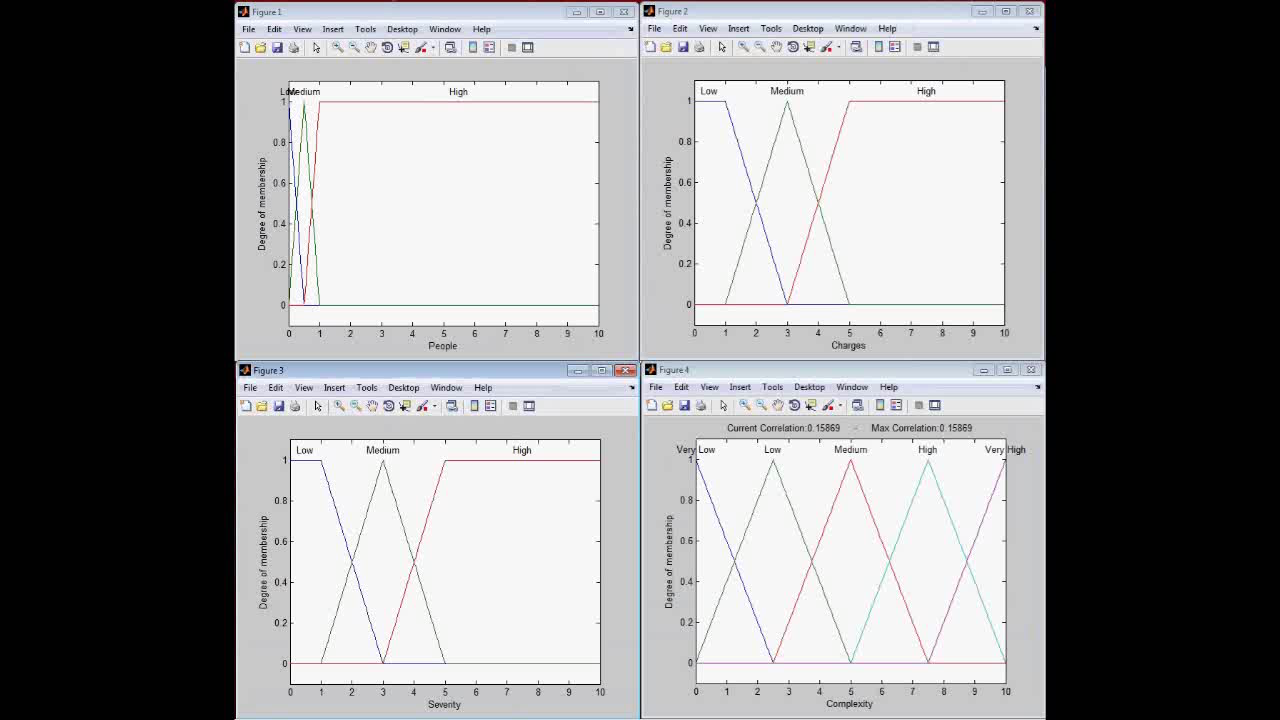 Figure 1
File Edit View Insert Tools Desktop Window Help
Low Medium High
1
0.8
0.6
0.4
0.2
0
Degree of membership
0 1 2 3 4 5 6 7 8 9 10
People
Figure 2
File Edit View Insert Tools Desktop Window Help
Low Medium High
1
0.8
0.6
0.4
0.2
0
Degree of membership
0 1 2 3 4 5 6 7 8 9 10
Charges
Figure 3
File Edit View Insert Tools Desktop Window Help
Low Medium High
1
0.8
0.6
0.4
0.2
0
Degree of membership
0 1 2 3 4 5 6 7 8 9 10
Severity
Figure 4
File Edit View Insert Tools Desktop Window Help
Current Correlation:0.15869 - Max Correlation:0.15869
Very Low Low Medium High Very High
1
0.8
0.6
0.4
0.2
0
Degree of membership
0 1 2 3 4 5 6 7 8 9 10
Complexity